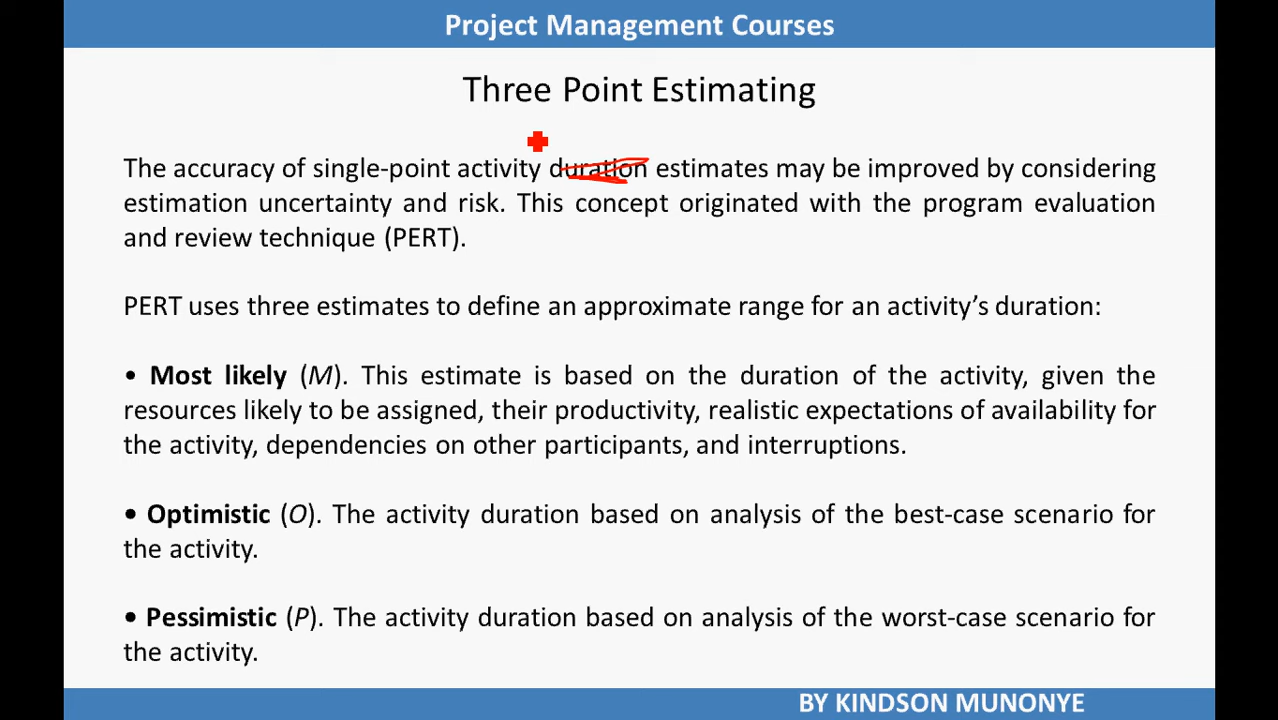 Project Management Courses
Three Point Estimating
The accuracy of single-point activity duration estimates may be improved by considering
estimation uncertainty and risk. This concept originated with the program evaluation
and review technique (PERT).
PERT uses three estimates to define an approximate range for an activity’s duration:
• Most likely (M). This estimate is based on the duration of the activity, given the
resources likely to be assigned, their productivity, realistic expectations of availability for
the activity, dependencies on other participants, and interruptions.
• Optimistic (O). The activity duration based on analysis of the best-case scenario for
the activity.
• Pessimistic (P). The activity duration based on analysis of the worst-case scenario for
the activity.
BY KINDSON MUNONYE